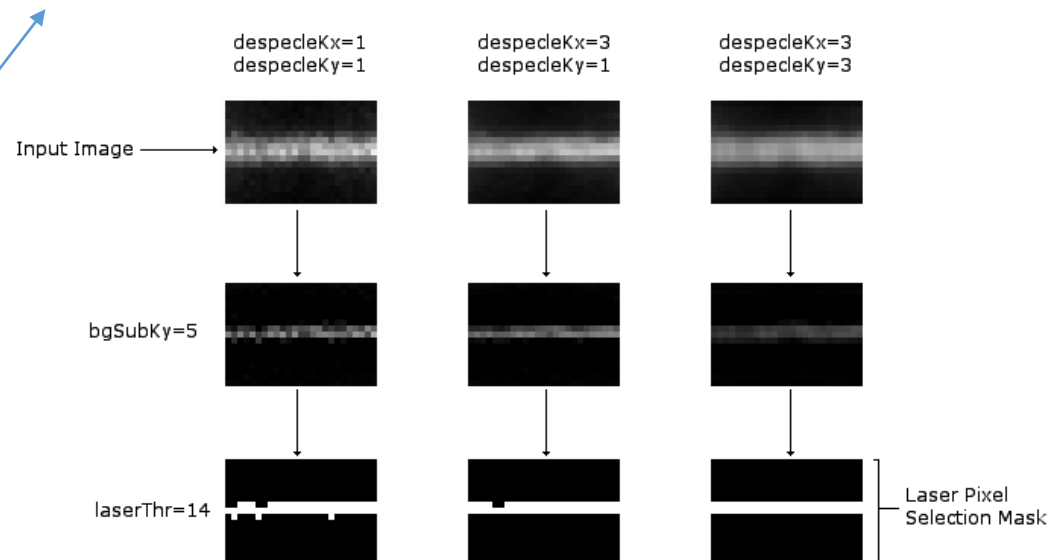 despecleKx=1
despecleKy=1
despecleKx=3
despecleKy=1
despecleKx=3
despecleKy=3
Input Image
bgSubKy=5
laserThr=14
Laser Pixel
Selection Mask